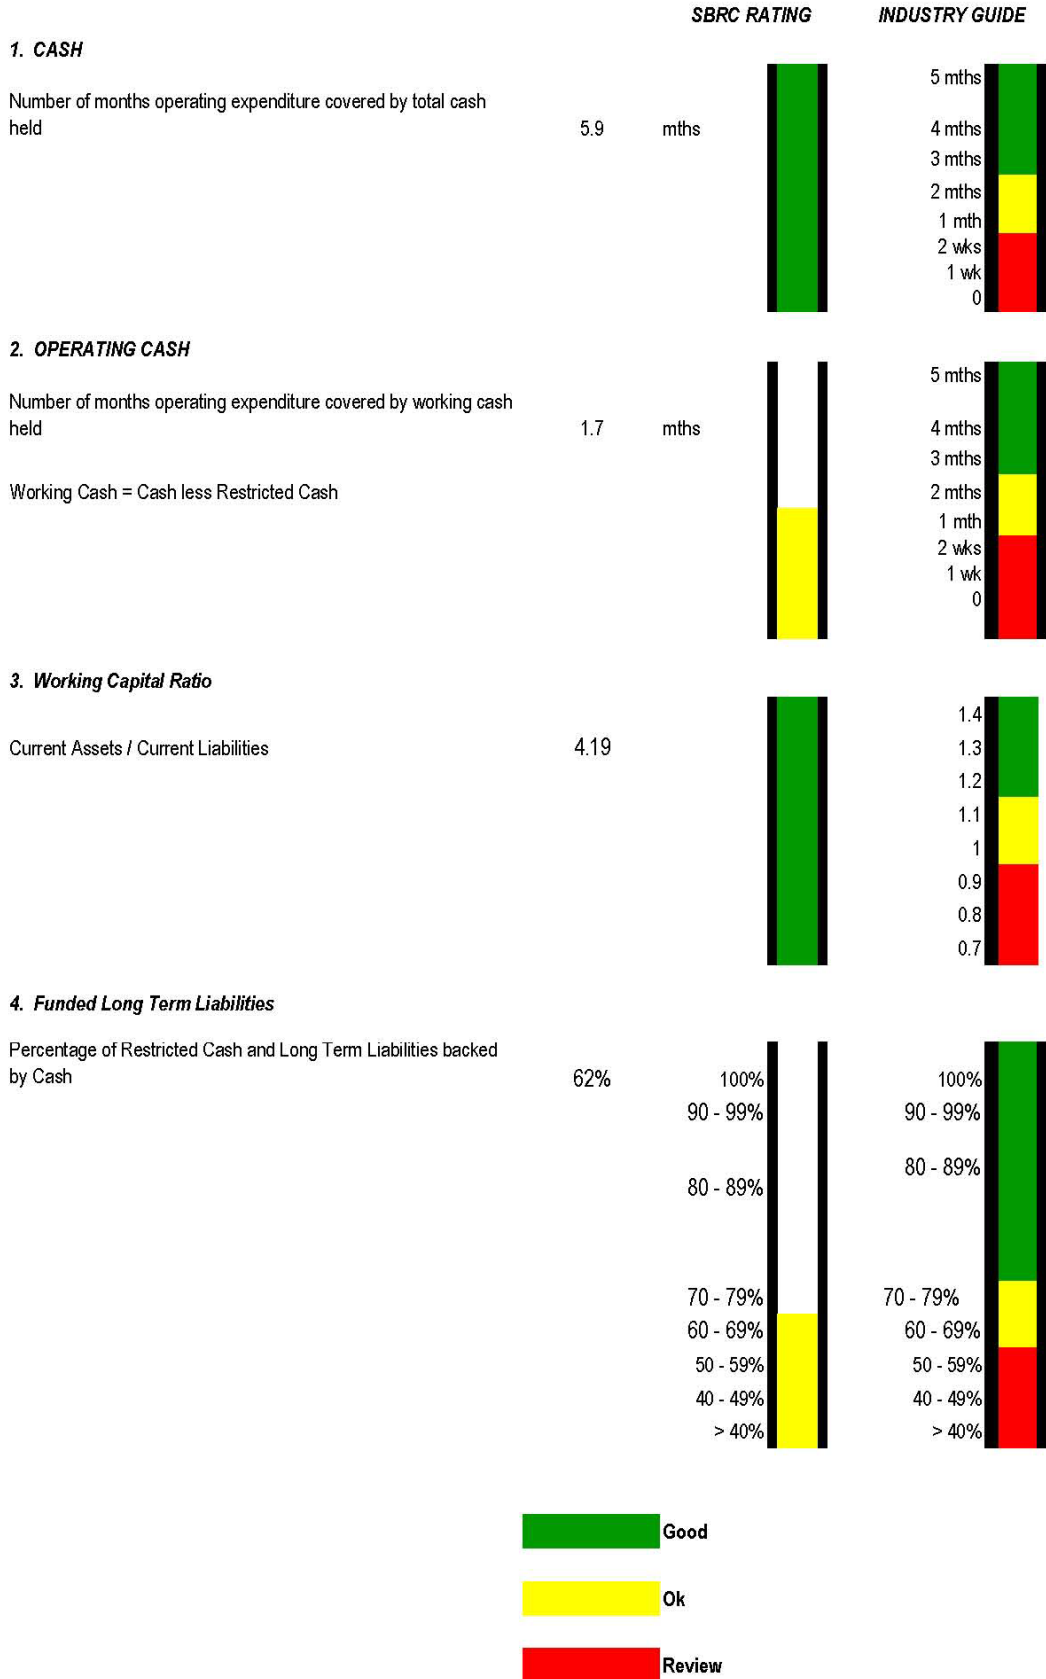 SBRC RATING INDUSTRY GUIDE
1. CASH
5 mths
Number of months operating expenditure covered by total cash
held 5.9 mths 4 mths
3 mths
2 mths
1 mth
2 wks
1 wk
0
2. OPERATING CASH
5 mths
Number of months operating expenditure covered by working cash
held 1.7 mths 4 mths
3 mths
Working Cash = Cash less Restricted Cash 2 mths
1 mth
2 wks
1 wk
0
3. Working Capital Ratio
1.4
Current Assets / Current Liabilities 4.19 1.3
1.2
1.1
1
0.9
0.8
0.7
4. Funded Long Term Liabilities
Percentage of Restricted Cash and Long Term Liabilities backed
by Cash 62% 100% 100%
90 - 99% 90 - 99%
80 - 89% 80 - 89%
70 - 79% 70 - 79%
60 - 69% 60 - 69%
50 - 59% 50 - 59%
40 - 49% 40 - 49%
> 40% > 40%
Good
Ok
Review